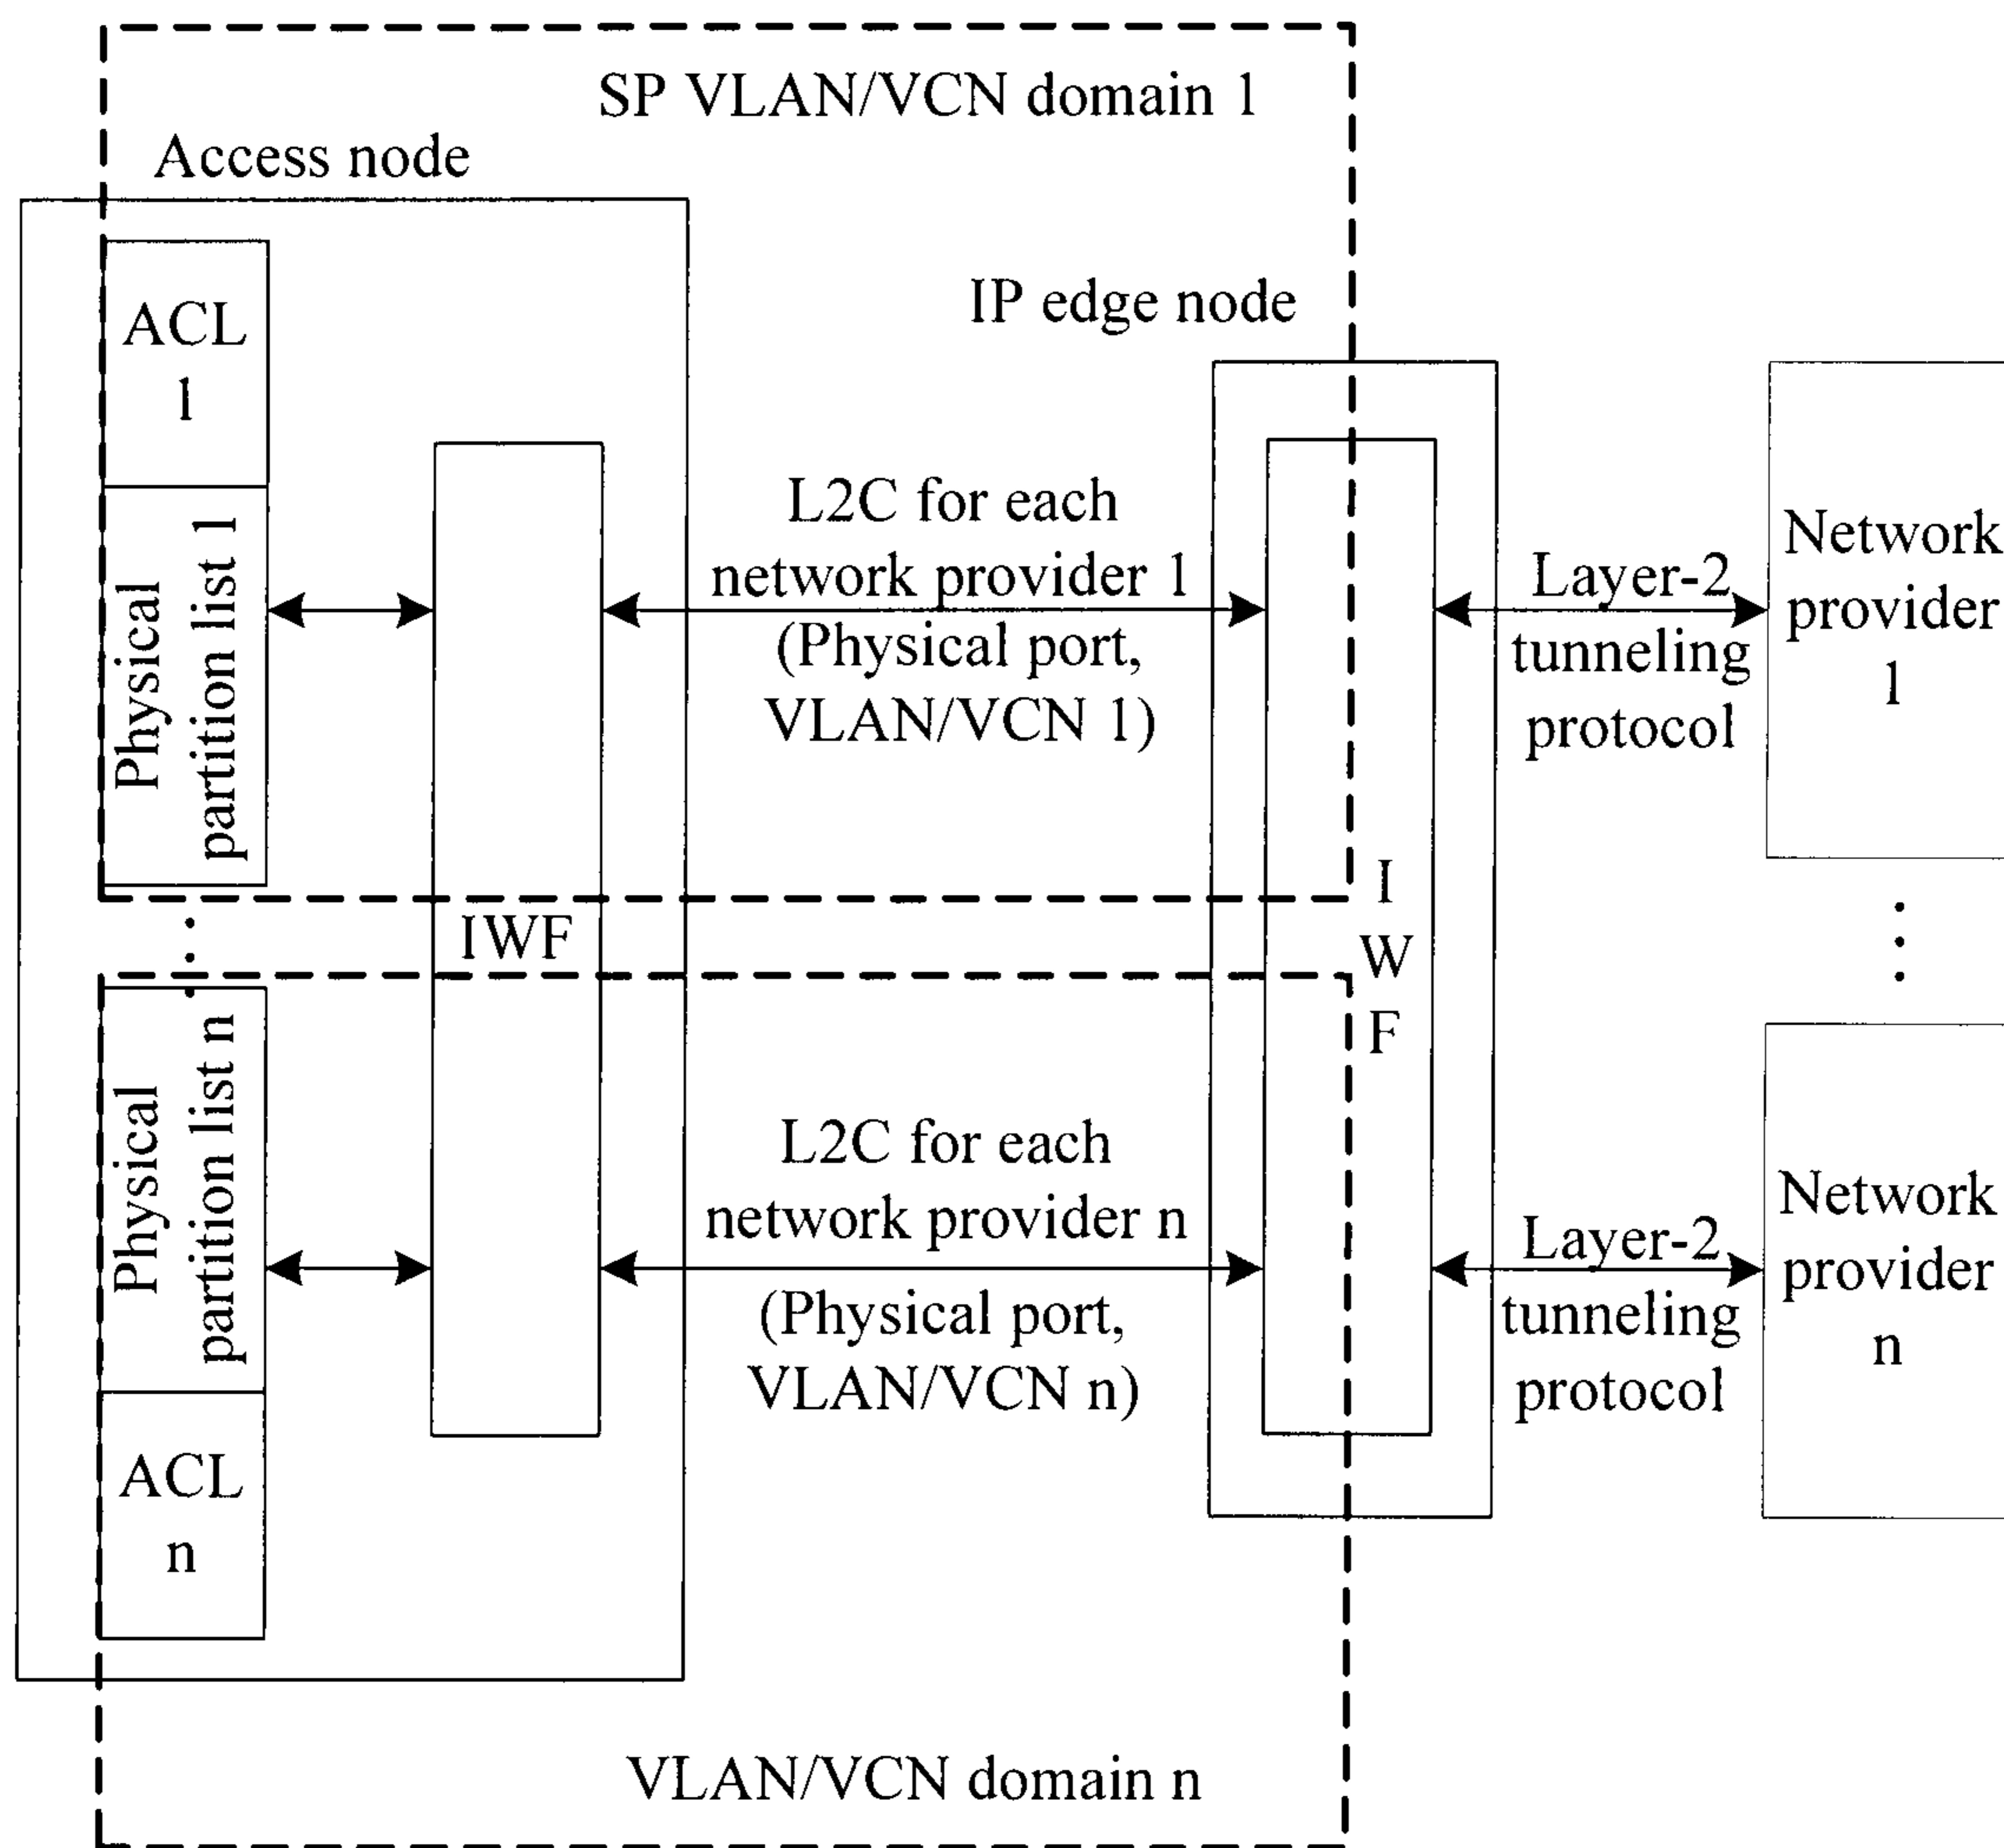 SP VLAN/VCN domain 1
Access node
IP edge node
ACL
1
Physical
partition list 1
L2C for each
network provider 1
(Physical port,
VLAN/VCN 1)
Layer-2
tunneling
protocol
Network
provider
1
IWF
I
W
F
Physical
partition list n
ACL
n
L2C for each
network provider n
(Physical port,
VLAN/VCN n)
Layer-2
tunneling
protocol
Network
provider
n
VLAN/VCN domain n